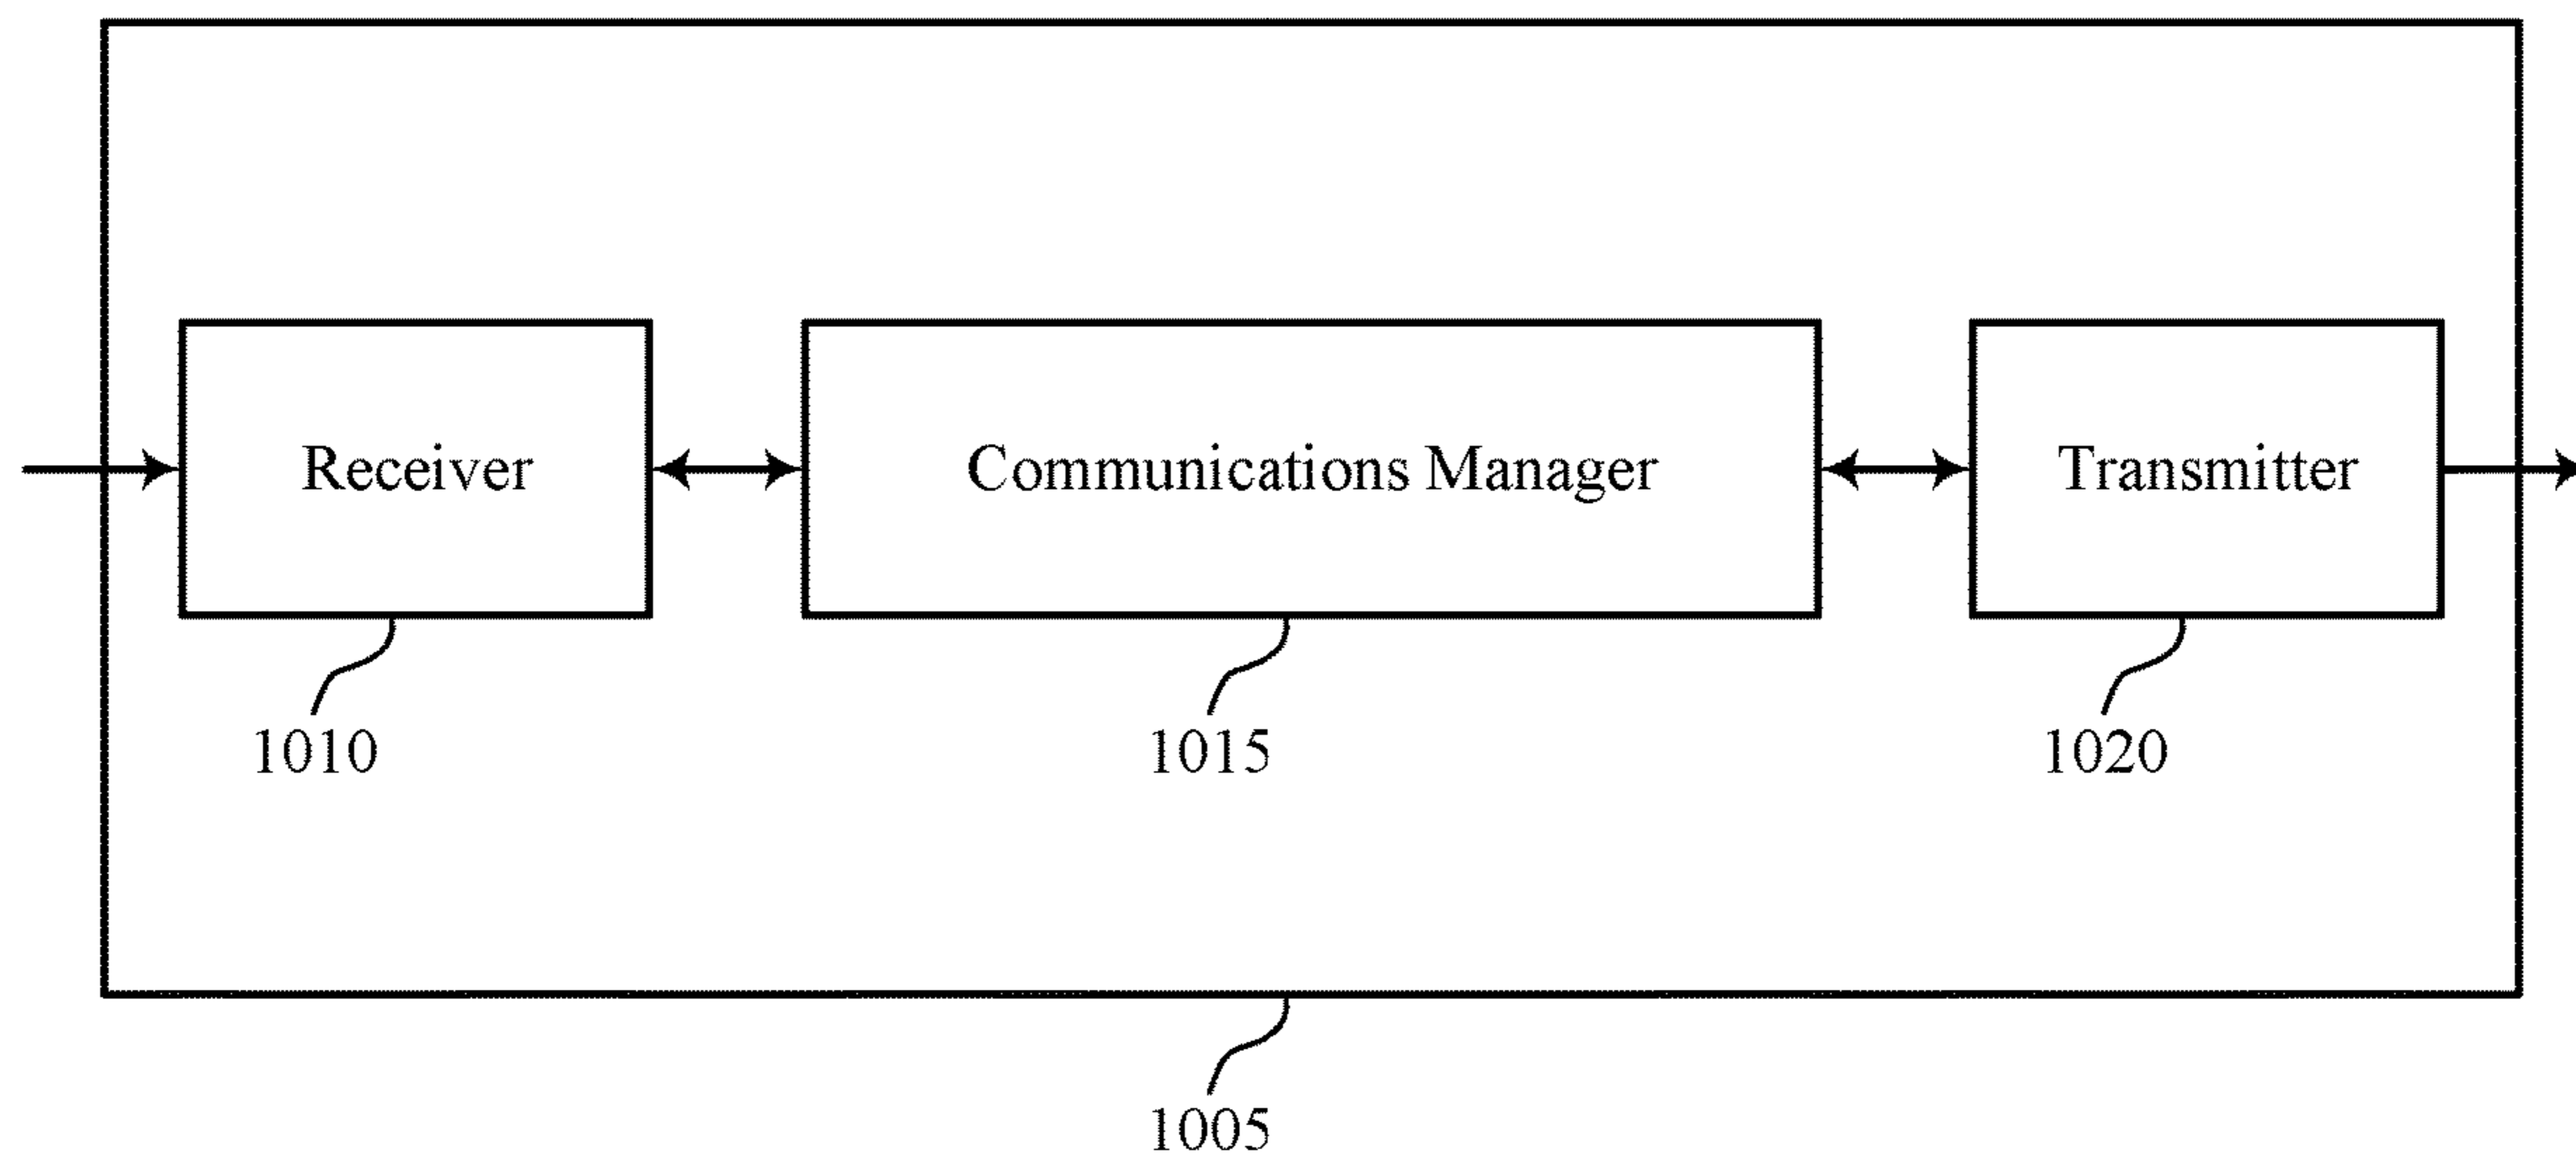 Receiver
Communications Manager
Transmitter
1010
1015
1020
1005